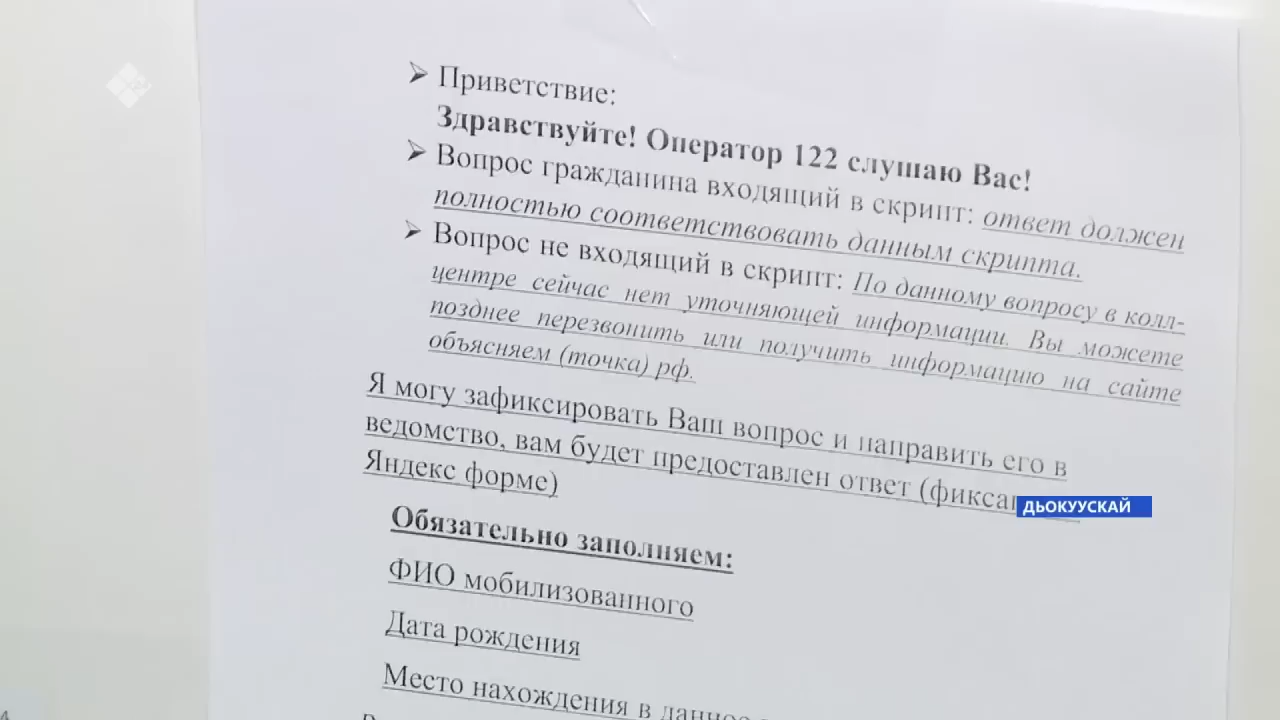 ➢ Приветствие:
Здравствуйте! Оператор 122 слушаю Вас!
➢ Вопрос гражданина входящий в скрипт: ответ должен
полностью соответствовать данным скрипта.
➢ Вопрос не входящий в скрипт: По данному вопросу в колл-
центре сейчас нет уточняющей информации. Вы можете
позднее перезвонить или получить информацию на сайте
объясняем (точка) рф.
Я могу зафиксировать Ваш вопрос и направить его в
ведомство, вам будет предоставлен ответ
Яндекс форме)
ДЬОКУУСКАЙ
Обязательно заполняем:
ФИО мобилизованного
Дата рождения
Место нахождения в